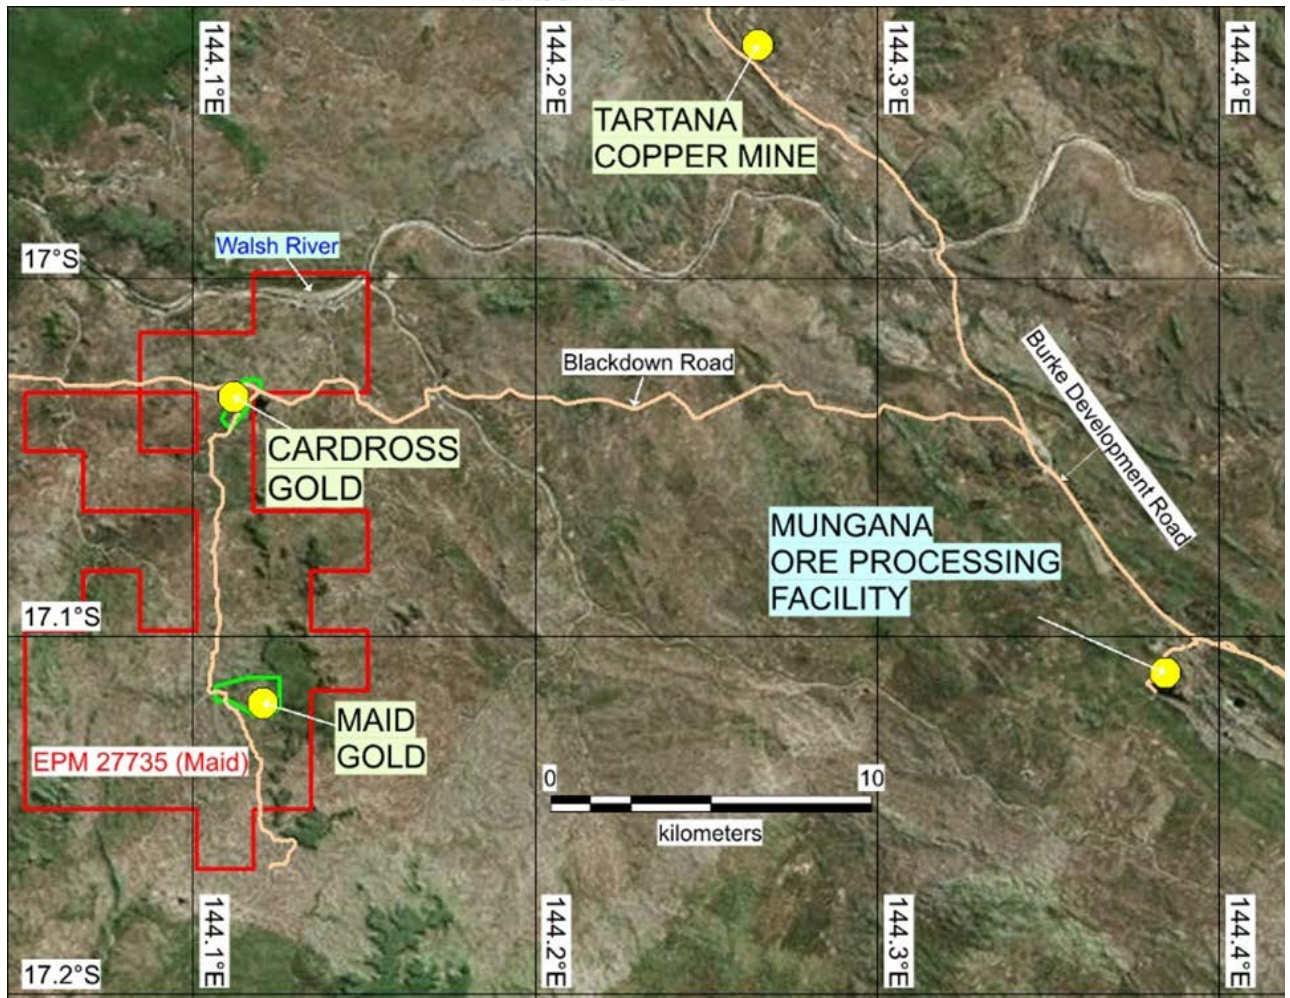 144.1°E
144.2°E
144.3°E
144.4°E
TARTANA
COPPER MINE
Walsh River
17°S
Blackdown Road
Burke Development Road
CARDROSS
GOLD
MUNGANA
ORE PROCESSING
FACILITY
17.1°S
MAID
GOLD
EPM 27735 (Maid)
0
10
kilometers
144.1°E
144.2°E
144.3°E
144.4°E
17.2°S